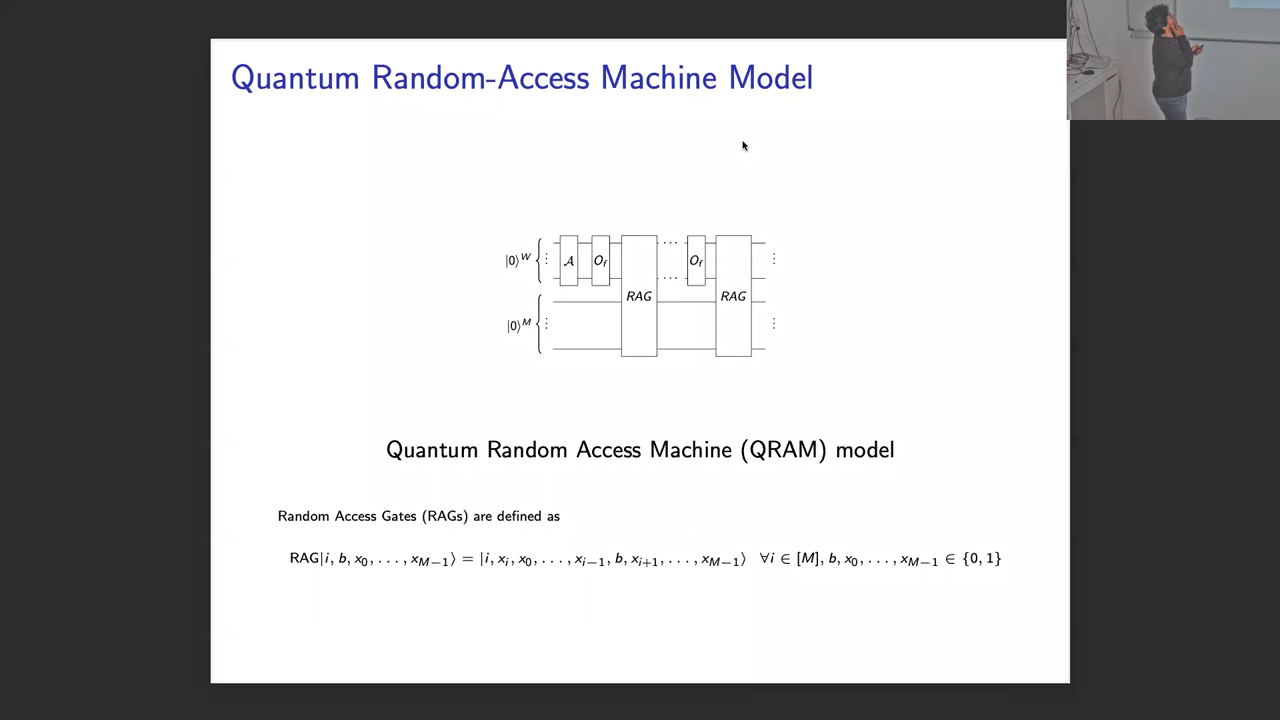 Quantum Random-Access Machine Model
|0⟩^W { ⋮ 𝒜 O_f ··· O_f ⋮
···
RAG RAG
|0⟩^M { ⋮ ⋮
Quantum Random Access Machine (QRAM) model
Random Access Gates (RAGs) are defined as
RAG|i, b, x_0, . . . , x_{M−1}⟩ = |i, x_i, x_0, . . . , x_{i−1}, b, x_{i+1}, . . . , x_{M−1}⟩ ∀i ∈ [M], b, x_0, . . . , x_{M−1} ∈ {0, 1}